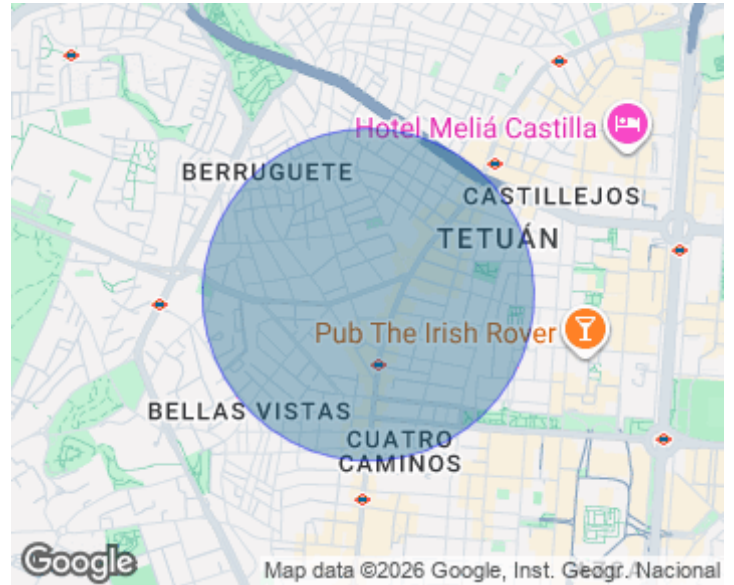 Hotel Meliá Castilla
BERRUGUETE
CASTILLEJOS
TETUÁN
Pub The Irish Rover
BELLAS VISTAS
CUATRO
CAMINOS
Google
Map data ©2026 Google, Inst. Geogr. Nacional